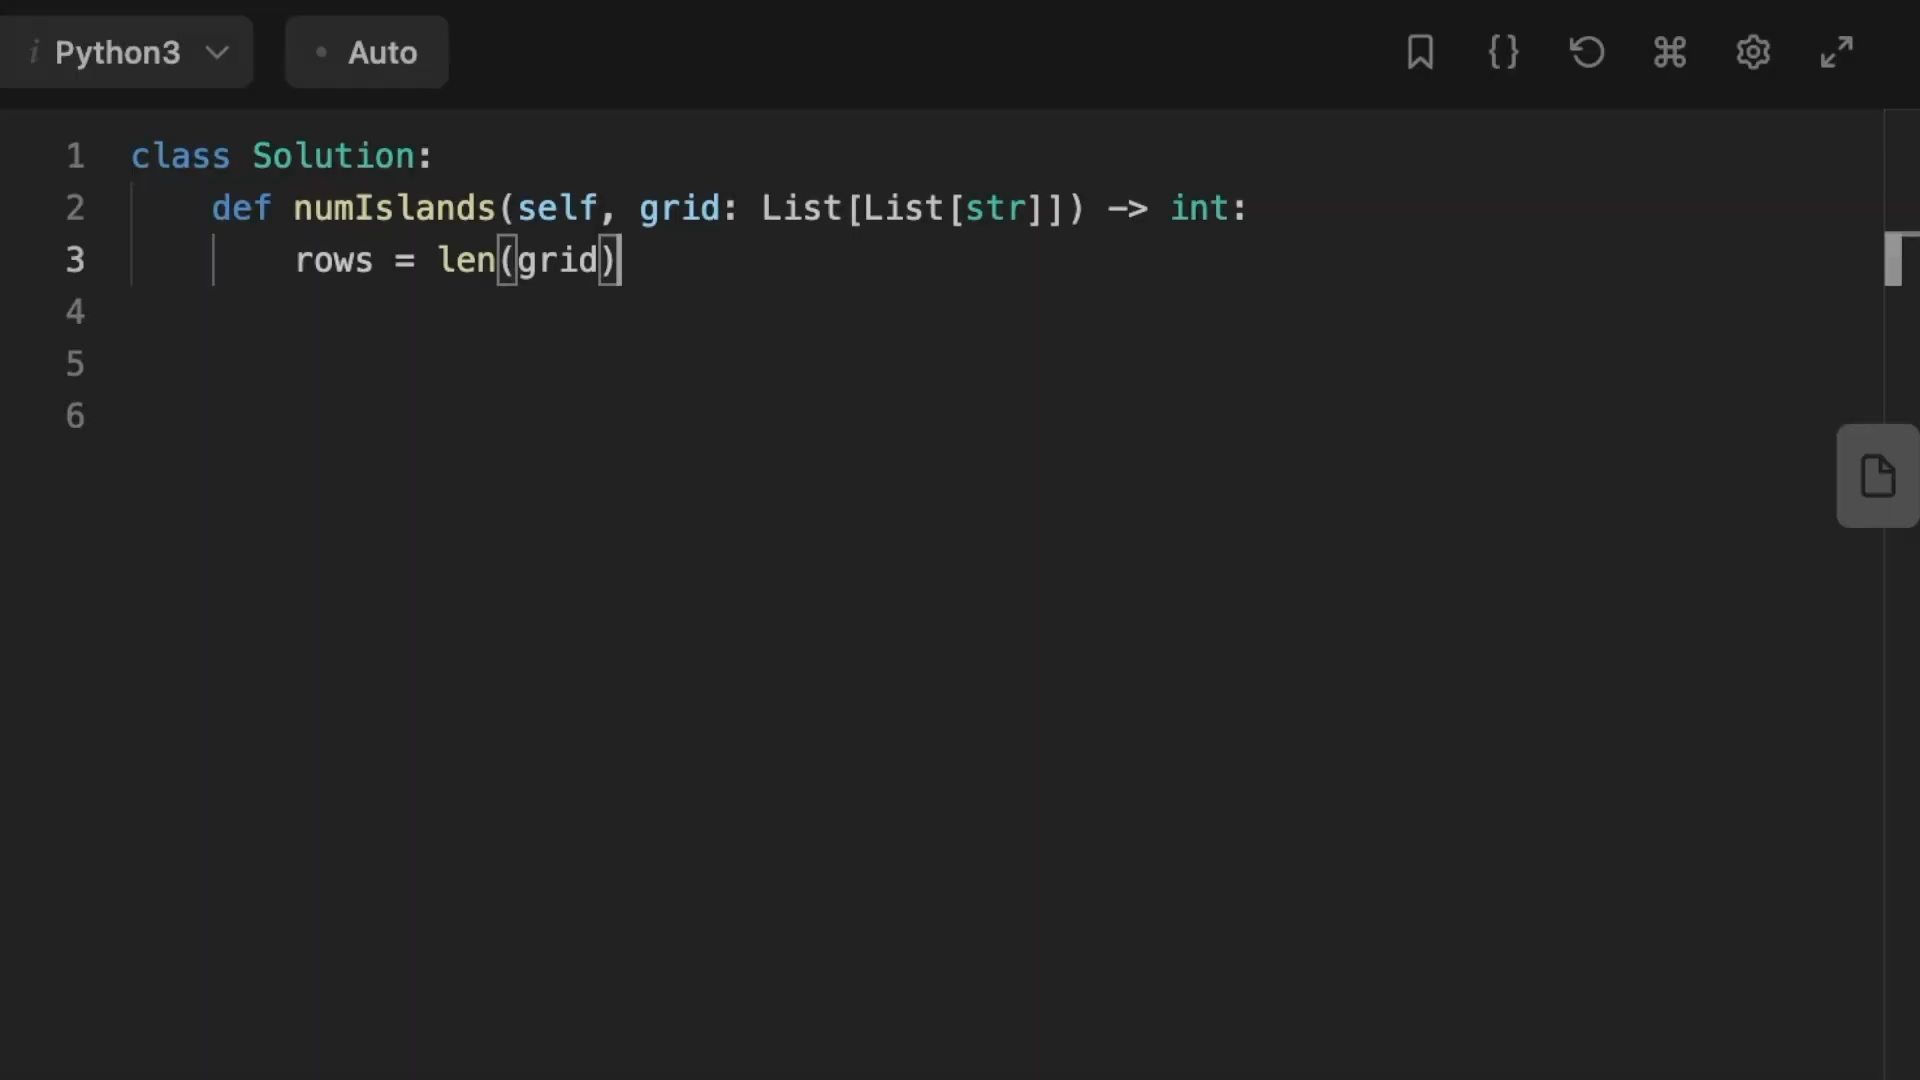 Python3 Auto
1 class Solution:
2 def numIslands(self, grid: List[List[str]]) -> int:
3 rows = len(grid)
4
5
6